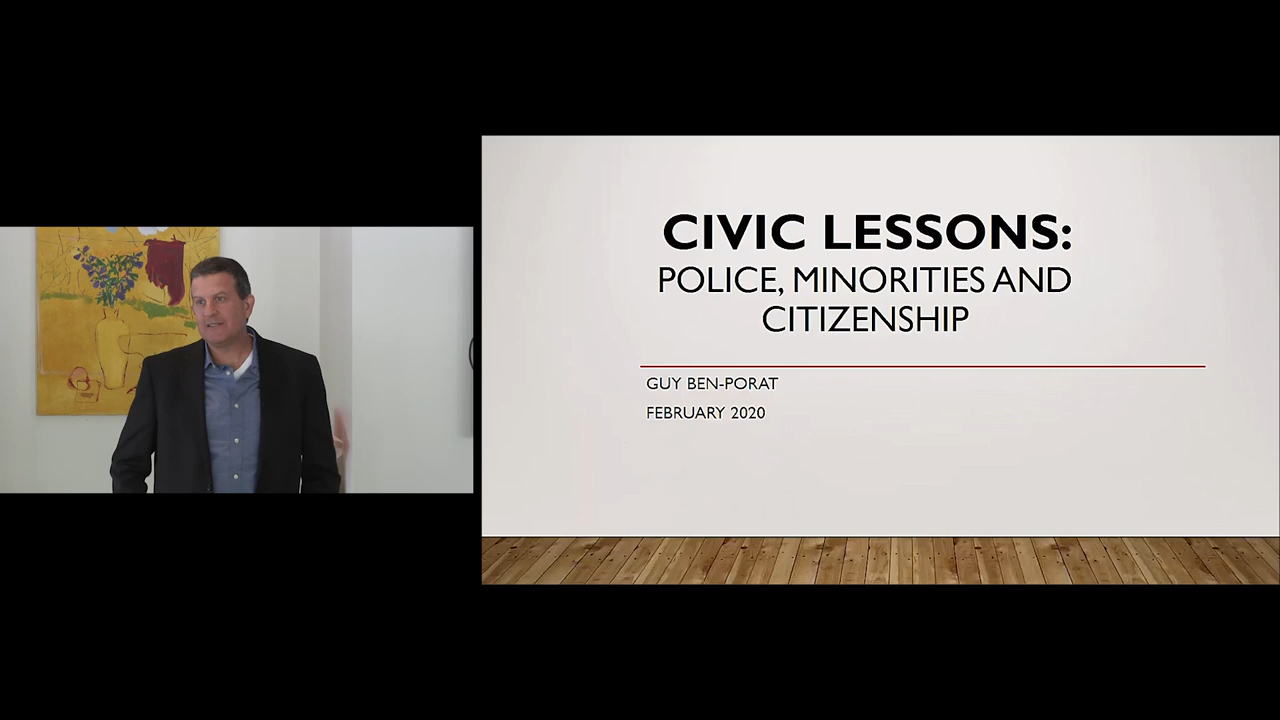 CIVIC LESSONS:
POLICE, MINORITIES AND
CITIZENSHIP
GUY BEN-PORAT
FEBRUARY 2020